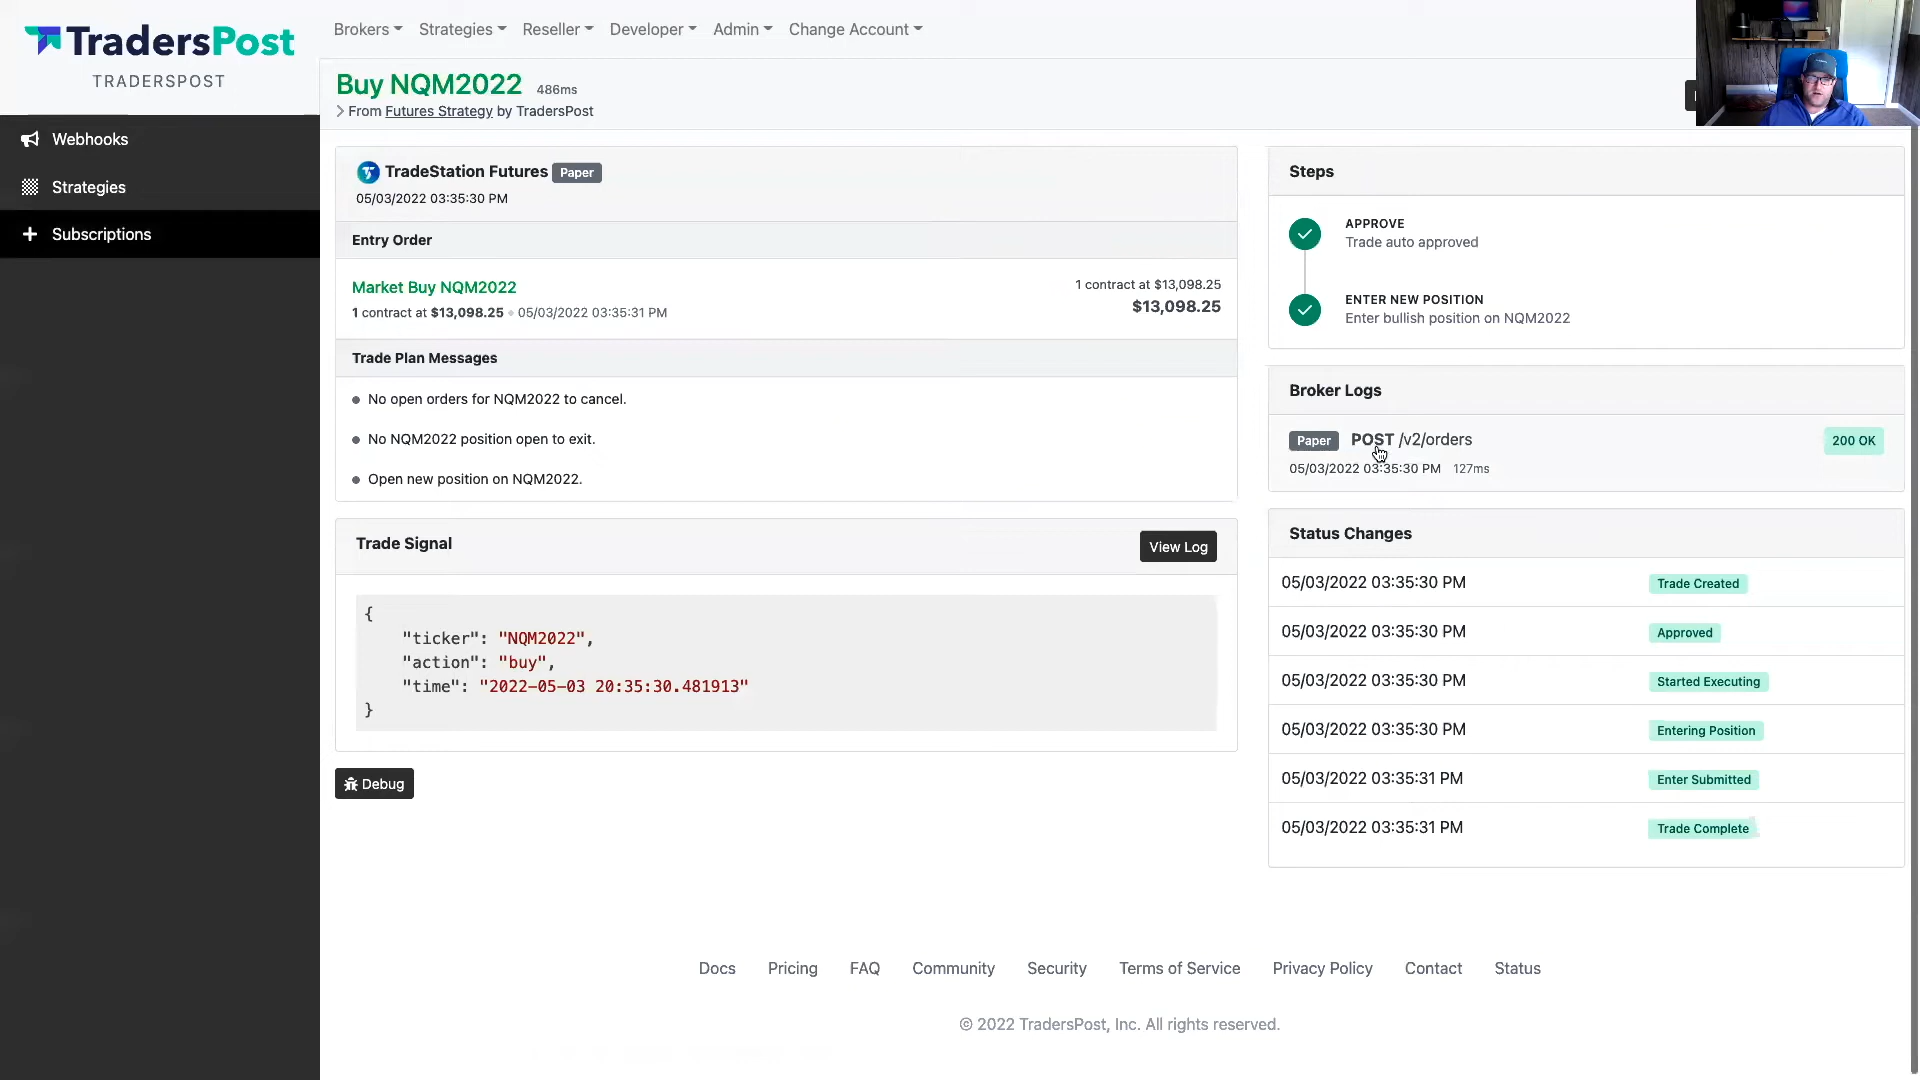 TradersPost
TRADERSPOST
Webhooks
Strategies
Subscriptions
Brokers Strategies Reseller Developer Admin Change Account
Buy NQM2022 486ms
From Futures Strategy by TradersPost
TradeStation Futures Paper
05/03/2022 03:35:30 PM
Entry Order
Market Buy NQM2022
1 contract at $13,098.25 05/03/2022 03:35:31 PM
1 contract at $13,098.25
$13,098.25
Trade Plan Messages
No open orders for NQM2022 to cancel.
No NQM2022 position open to exit.
Open new position on NQM2022.
Trade Signal
View Log
{
"ticker": "NQM2022",
"action": "buy",
"time": "2022-05-03 20:35:30.481913"
}
Debug
Steps
APPROVE
Trade auto approved
ENTER NEW POSITION
Enter bullish position on NQM2022
Broker Logs
Paper POST /v2/orders 200 OK
05/03/2022 03:35:30 PM 127ms
Status Changes
05/03/2022 03:35:30 PM Trade Created
05/03/2022 03:35:30 PM Approved
05/03/2022 03:35:30 PM Started Executing
05/03/2022 03:35:30 PM Entering Position
05/03/2022 03:35:31 PM Enter Submitted
05/03/2022 03:35:31 PM Trade Complete
Docs Pricing FAQ Community Security Terms of Service Privacy Policy Contact Status
© 2022 TradersPost, Inc. All rights reserved.